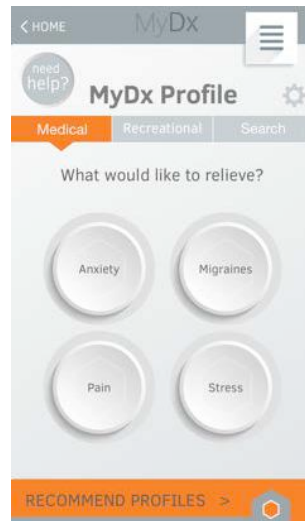 < HOME
MyDx
need
help?
MyDx Profile
Medical
Recreational
Search
What would like to relieve?
Anxiety
Migraines
Pain
Stress
RECOMMEND PROFILES >